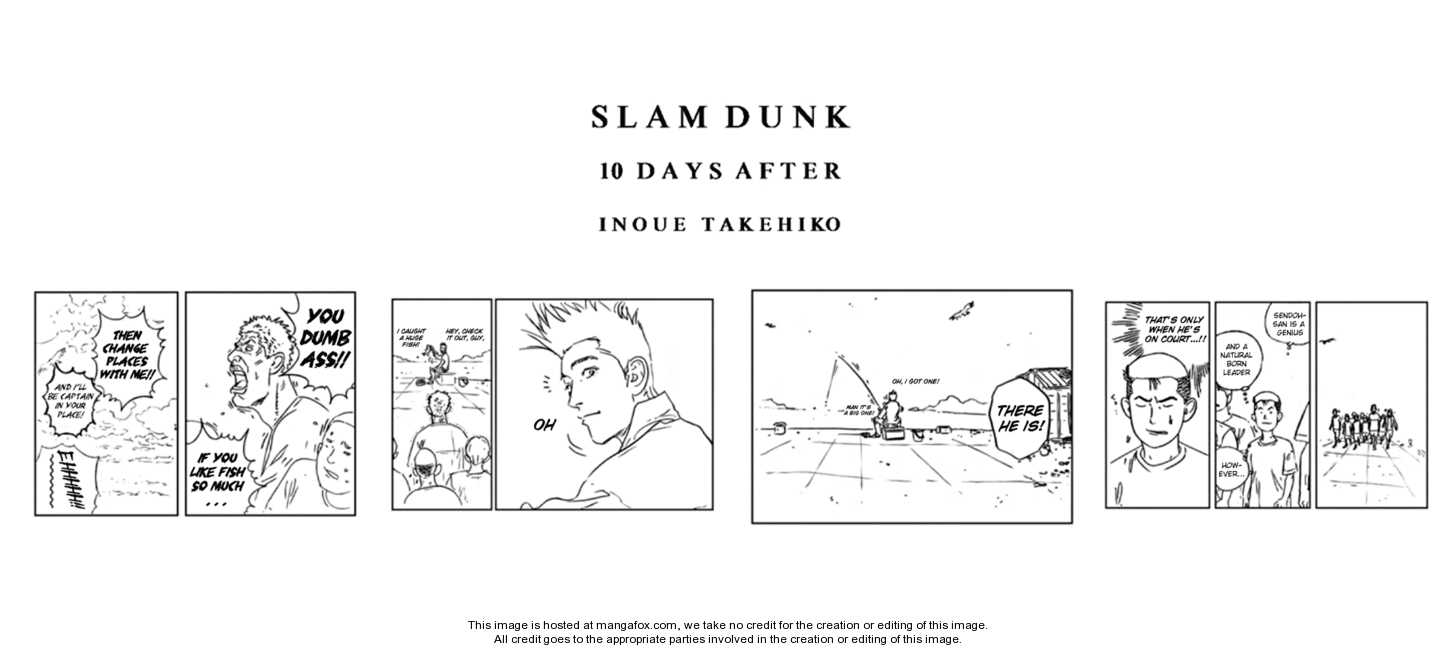 SLAM DUNK
10 DAYS AFTER
INOUE TAKEHIKO
SENDOH-
SAN IS A
GENIUS
AND A
NATURAL
BORN
LEADER
HOW-
EVER...
THAT'S ONLY
WHEN HE'S
ON COURT...!!
THERE
HE IS!
OH, I GOT ONE!
MAN IT'S
A BIG ONE!
HEY, CHECK
IT OUT, GUY,
I CAUGHT
A HUGE
FISH!
OH
YOU
DUMB
ASS!!
IF YOU
LIKE FISH
SO MUCH
...
THEN
CHANGE
PLACES
WITH ME!!
AND I'LL
BE CAPTAIN
IN YOUR
PLACE!
EHHHH!!
This image is hosted at mangafox.com, we take no credit for the creation or editing of this image.
All credit goes to the appropriate parties involved in the creation or editing of this image.